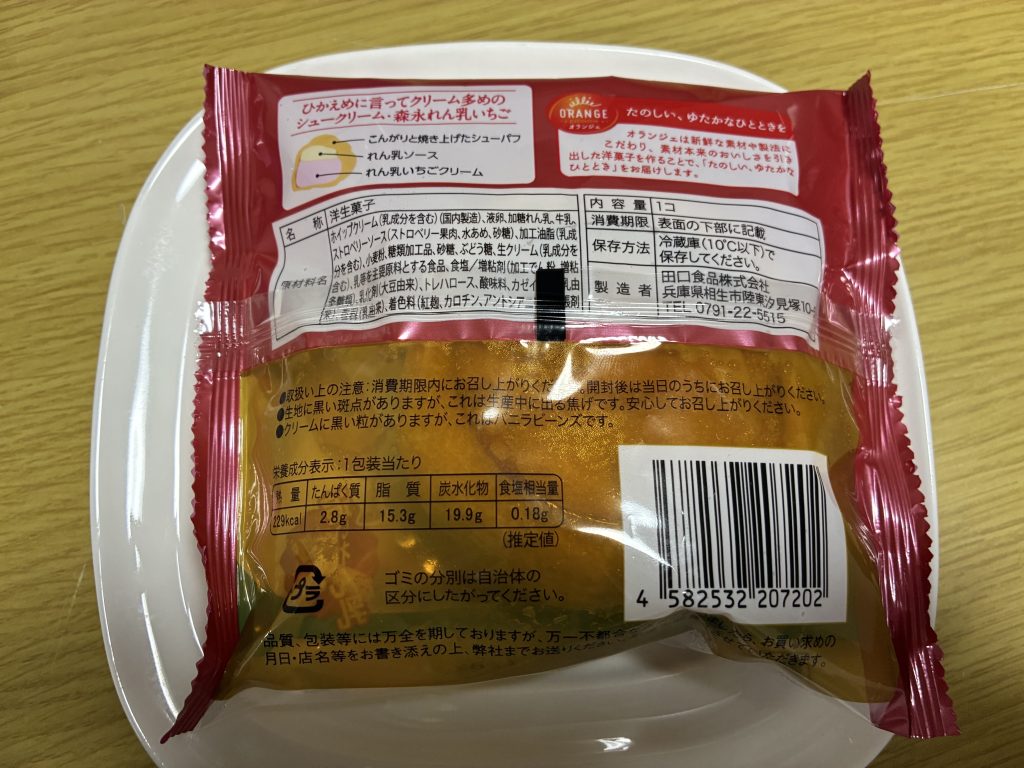 ひかえめに言ってクリーム多めの
シュークリーム・森永れん乳いちご
こんがりと焼き上げたシューパフ
れん乳ソース
れん乳いちごクリーム
ORANGE
オランジェ
たのしい、ゆたかなひとときを
オランジェは新鮮な素材や製法に
こだわり、素材本来のおいしさを引き
出した洋菓子を作ることで、「たのしい、ゆたかな
ひととき」をお届けします。
名 称 洋生菓子
原材料名 ホイップクリーム(乳成分を含む)(国内製造)、液卵、加糖れん乳、牛乳、
ストロベリーソース(ストロベリー果肉、水あめ、砂糖)、加工油脂(乳成
分を含む)、小麦粉、糖類加工品、砂糖、ぶどう糖、生クリーム(乳成分を
含む)、乳等を主要原料とする食品、食塩/増粘剤(加工でん粉、増粘
多糖類)、乳化剤(大豆由来)、トレハロース、酸味料、カゼイ 乳由
来)、香料(乳由来)、着色料(紅麹、カロチン、アントシア 張剤
内容量 1コ
消費期限 表面の下部に記載
保存方法 冷蔵庫(10℃以下)で
保存してください。
製造者 田口食品株式会社
兵庫県相生市陸東汐見塚10-
TEL 0791-22-5515
●取扱い上の注意:消費期限内にお召し上がりくだ 開封後は当日のうちにお召し上がりください。
●生地に黒い斑点がありますが、これは生産中に出る焦げです。安心してお召し上がりください。
●クリームに黒い粒がありますが、これはバニラビーンズです。
栄養成分表示:1包装当たり
熱量 たんぱく質 脂質 炭水化物 食塩相当量
229kcal 2.8g 15.3g 19.9g 0.18g
(推定値)
プラ
ゴミの分別は自治体の
区分にしたがってください。
4 582532 207202
品質、包装等には万全を期しておりますが、万一不都合 お買い求めの
月日・店名等をお書き添えの上、弊社までお送りくださ いただきます。